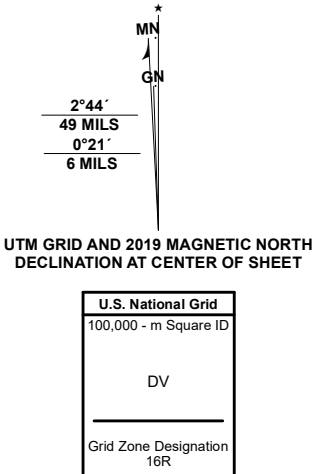 ★
MN
GN
2°44´
49 MILS
0°21´
6 MILS
UTM GRID AND 2019 MAGNETIC NORTH
DECLINATION AT CENTER OF SHEET
U.S. National Grid
100,000 - m Square ID
DV
Grid Zone Designation
16R